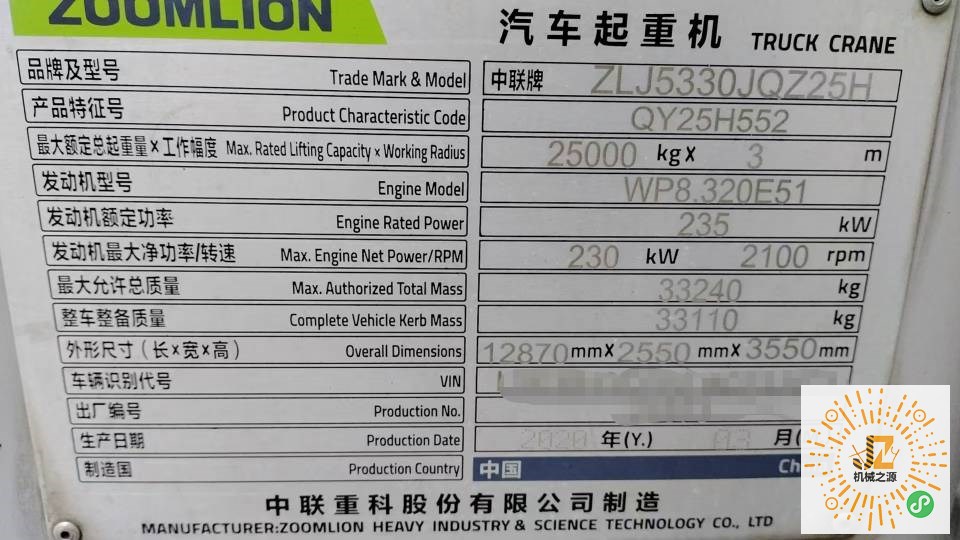 ZOOMLION
汽车起重机 TRUCK CRANE
品牌及型号 Trade Mark & Model 中联牌 ZLJ5330JQZ25H
产品特征号 Product Characteristic Code QY25H552
最大额定总起重量×工作幅度 Max. Rated Lifting Capacity × Working Radius 25000 kg X 3 m
发动机型号 Engine Model WP8.320E51
发动机额定功率 Engine Rated Power 235 kW
发动机最大净功率/转速 Max. Engine Net Power/RPM 230 kW 2100 rpm
最大允许总质量 Max. Authorized Total Mass 33240 kg
整车整备质量 Complete Vehicle Kerb Mass 33110 kg
外形尺寸(长×宽×高) Overall Dimensions 12870 mm X 2550 mm X 3550 mm
车辆识别代号 VIN
出厂编号 Production No.
生产日期 Production Date 2020 年(Y.) 03 月(
制造国 Production Country 中国 Ch
中联重科股份有限公司制造
MANUFACTURER:ZOOMLION HEAVY INDUSTRY & SCIENCE TECHNOLOGY CO., LTD
机械之源